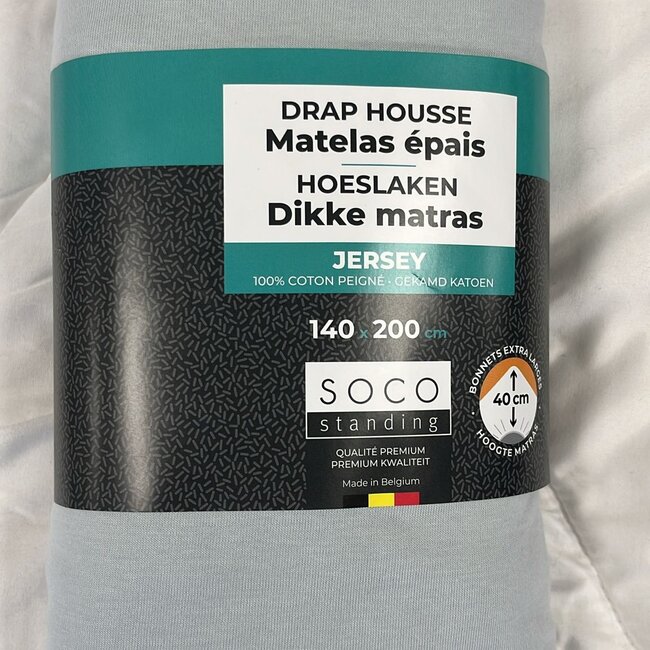 DRAP HOUSSE
Matelas épais
HOESLAKEN
Dikke matras
JERSEY
100% COTON PEIGNÉ - GEKAMD KATOEN
140 x 200 cm
SOCO
standing
QUALITÉ PREMIUM
PREMIUM KWALITEIT
Made in Belgium
BONNETS EXTRA LARGES
40 cm
HOOGTE MATRAS